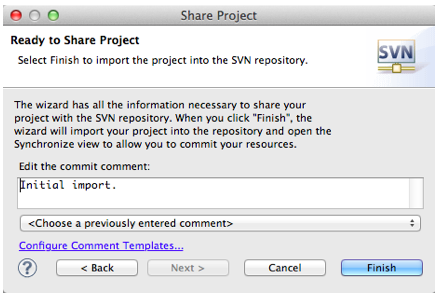 Share Project
Ready to Share Project
Select Finish to import the project into the SVN repository.
SVN
The wizard has all the information necessary to share your
project with the SVN repository. When you click "Finish", the
wizard will import your project into the repository and open the
Synchronize view to allow you to commit your resources.
Edit the commit comment:
Initial import.
<Choose a previously entered comment>
Configure Comment Templates...
? < Back Next > Cancel Finish